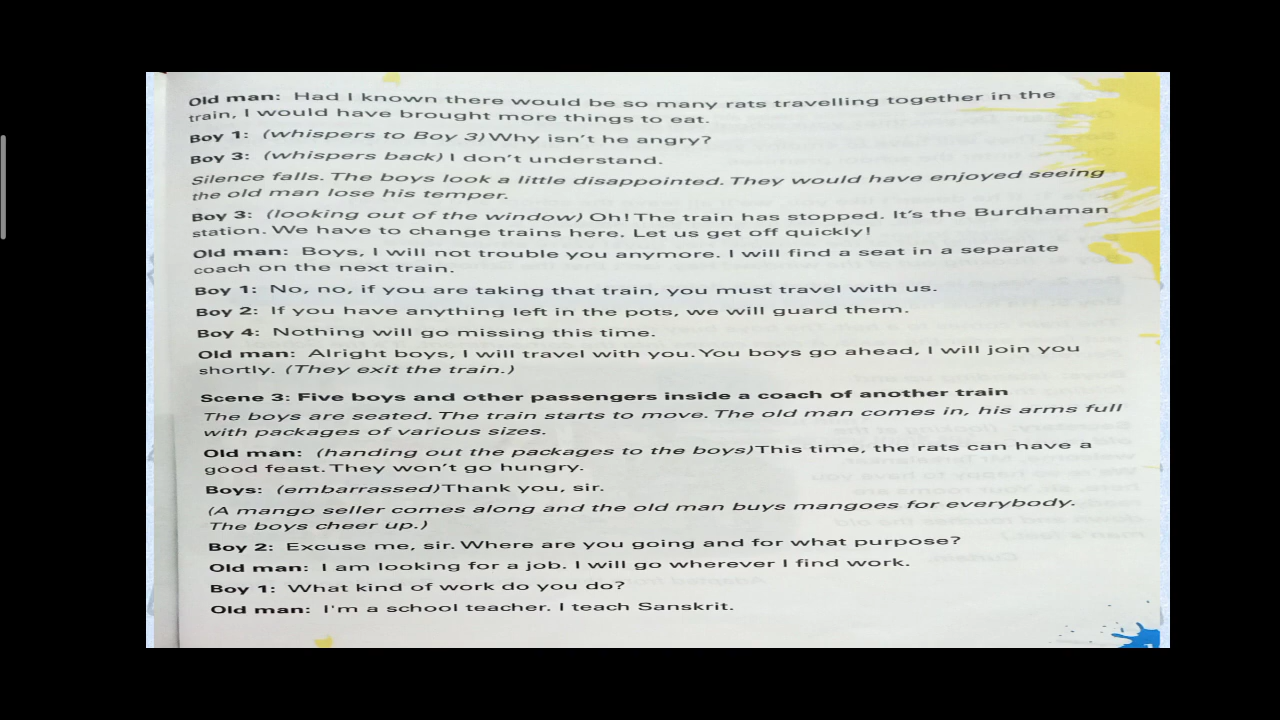 Old man: Had I known there would be so many rats travelling together in the
train, I would have brought more things to eat.
Boy 1: (whispers to Boy 3) Why isn't he angry?
Boy 3: (whispers back) I don't understand.
Silence falls. The boys look a little disappointed. They would have enjoyed seeing
the old man lose his temper.
Boy 3: (looking out of the window) Oh! The train has stopped. It's the Burdhaman
station. We have to change trains here. Let us get off quickly!
Old man: Boys, I will not trouble you anymore. I will find a seat in a separate
coach on the next train.
Boy 1: No, no, if you are taking that train, you must travel with us.
Boy 2: If you have anything left in the pots, we will guard them.
Boy 4: Nothing will go missing this time.
Old man: Alright boys, I will travel with you. You boys go ahead, I will join you
shortly. (They exit the train.)
Scene 3: Five boys and other passengers inside a coach of another train
The boys are seated. The train starts to move. The old man comes in, his arms full
with packages of various sizes.
Old man: (handing out the packages to the boys) This time, the rats can have a
good feast. They won't go hungry.
Boys: (embarrassed) Thank you, sir.
(A mango seller comes along and the old man buys mangoes for everybody.
The boys cheer up.)
Boy 2: Excuse me, sir. Where are you going and for what purpose?
Old man: I am looking for a job. I will go wherever I find work.
Boy 1: What kind of work do you do?
Old man: I'm a school teacher. I teach Sanskrit.